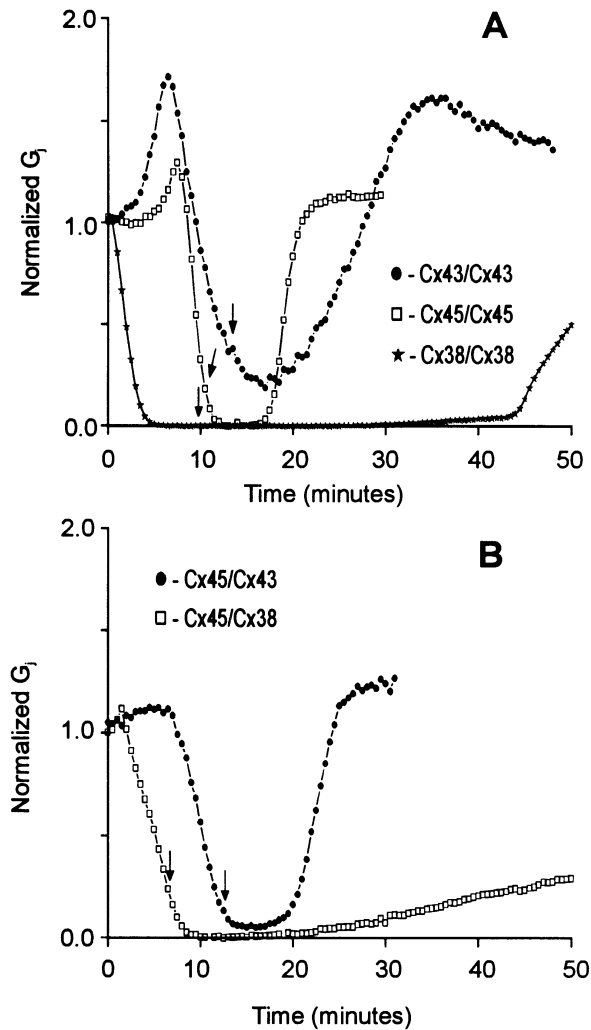 A
2.0
1.0
0.0
Normalized Gj
● - Cx43/Cx43
□ - Cx45/Cx45
★ - Cx38/Cx38
0 10 20 30 40 50
Time (minutes)
B
2.0
1.0
0.0
Normalized Gj
● - Cx45/Cx43
□ - Cx45/Cx38
0 10 20 30 40 50
Time (minutes)